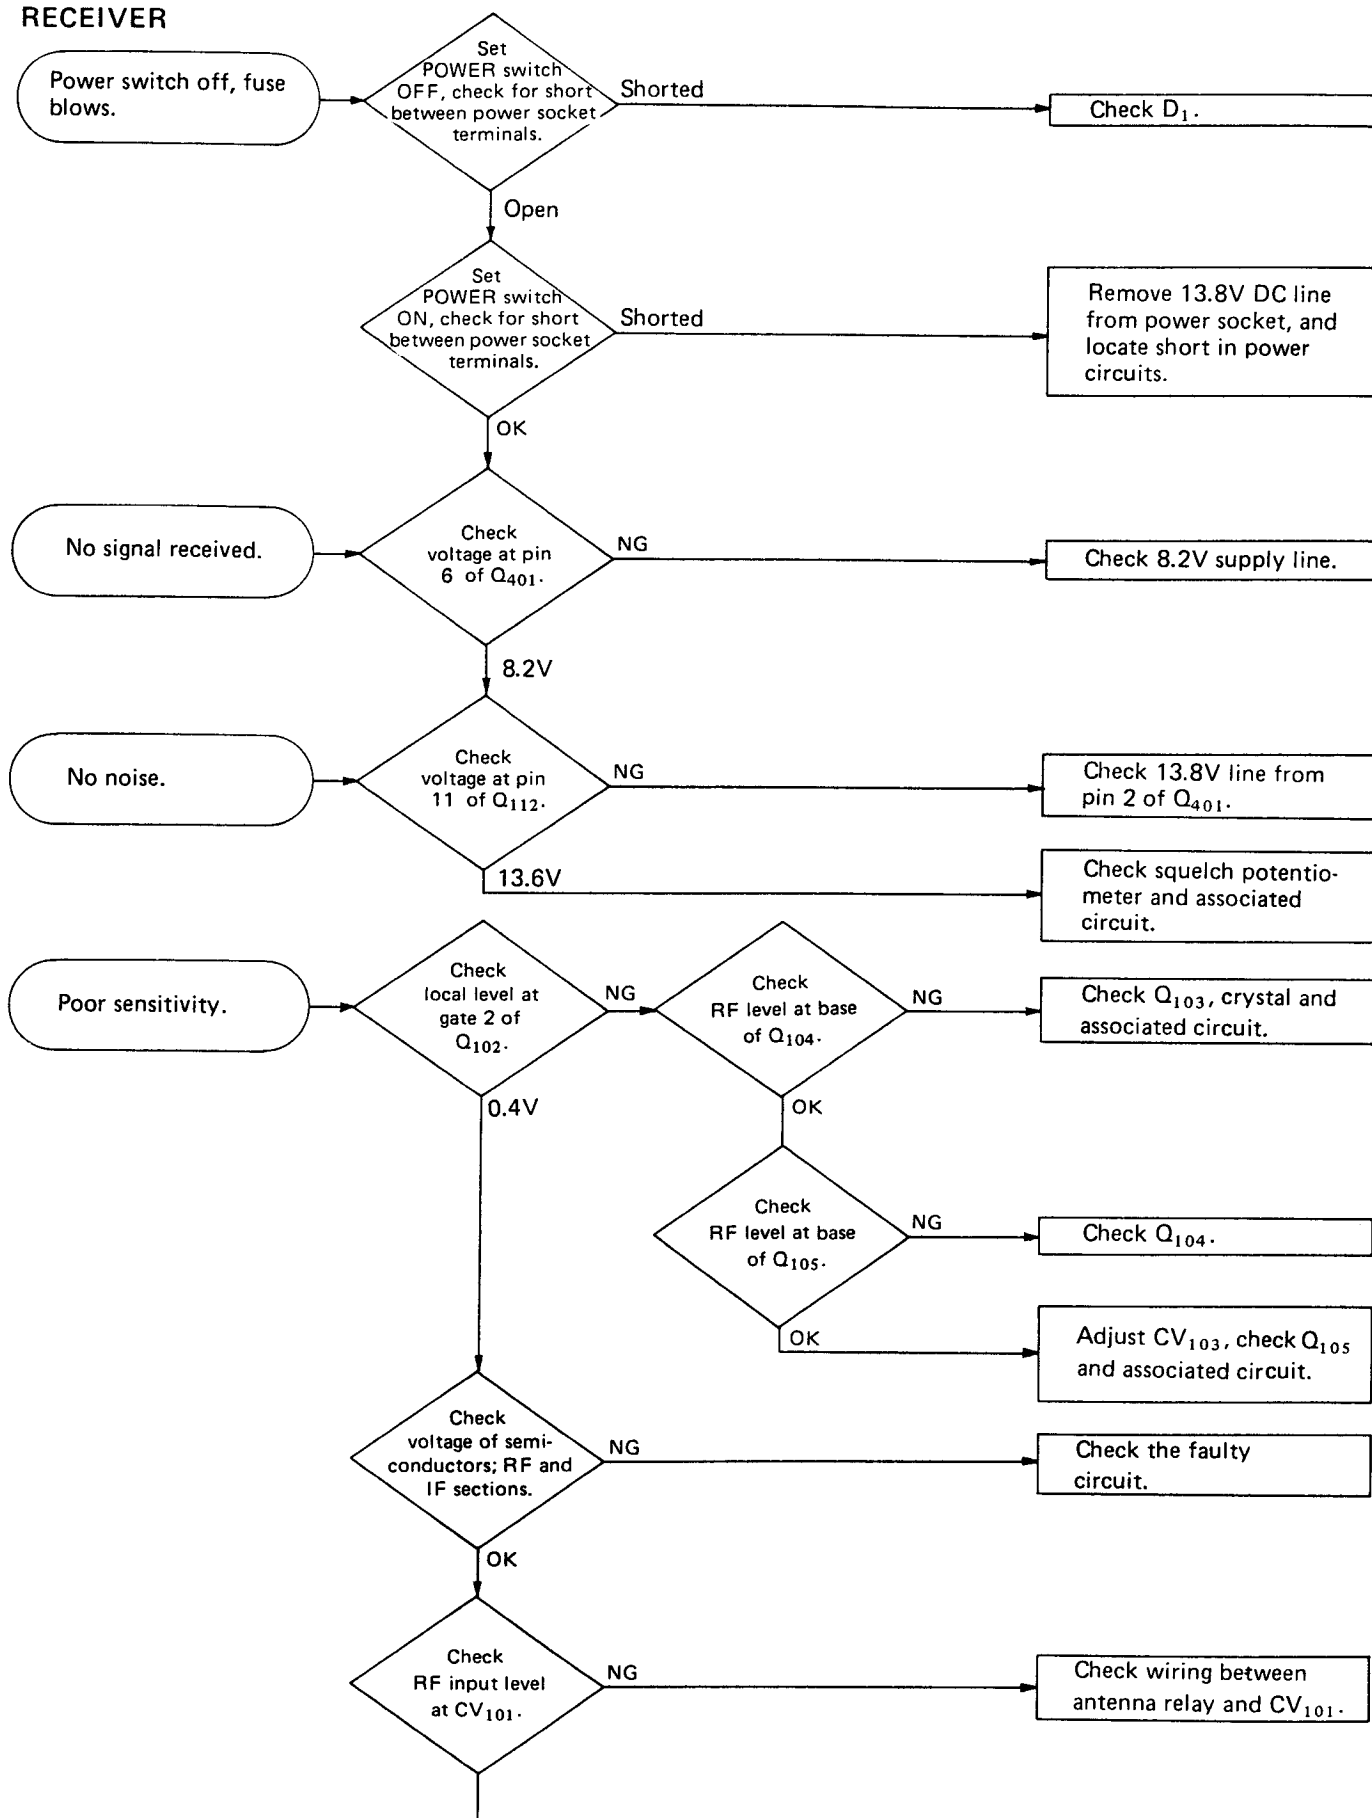 RECEIVER
Power switch off, fuse
blows.
Set
POWER switch
OFF, check for short
between power socket
terminals.
Shorted
Check D₁.
Open
Set
POWER switch
ON, check for short
between power socket
terminals.
Shorted
Remove 13.8V DC line
from power socket, and
locate short in power
circuits.
OK
No signal received.
Check
voltage at pin
6 of Q₄₀₁.
NG
Check 8.2V supply line.
8.2V
No noise.
Check
voltage at pin
11 of Q₁₁₂.
NG
Check 13.8V line from
pin 2 of Q₄₀₁.
13.6V
Check squelch potentio-
meter and associated
circuit.
Poor sensitivity.
Check
local level at
gate 2 of
Q₁₀₂.
NG
Check
RF level at base
of Q₁₀₄.
NG
Check Q₁₀₃, crystal and
associated circuit.
0.4V
OK
Check
RF level at base
of Q₁₀₅.
NG
Check Q₁₀₄.
OK
Adjust CV₁₀₃, check Q₁₀₅
and associated circuit.
Check
voltage of semi-
conductors; RF and
IF sections.
NG
Check the faulty
circuit.
OK
Check
RF input level
at CV₁₀₁.
NG
Check wiring between
antenna relay and CV₁₀₁.